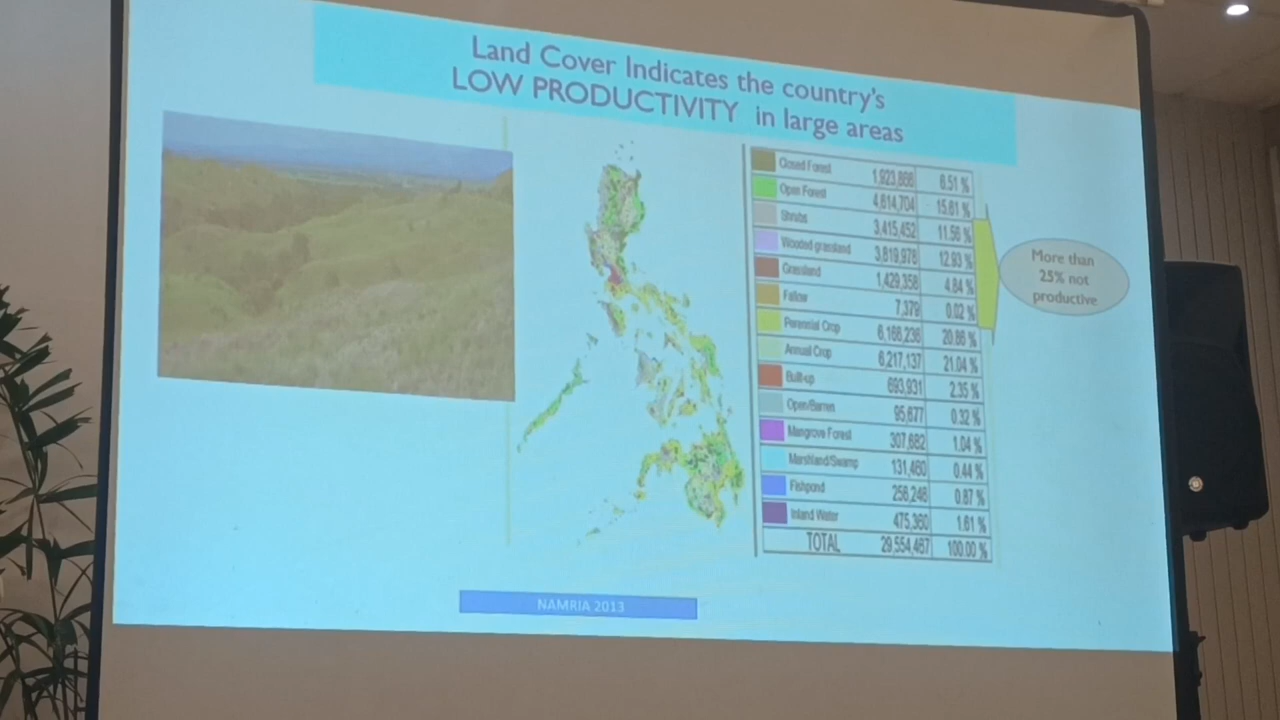 Land Cover Indicates the country's
LOW PRODUCTIVITY in large areas
Closed Forest 1,923,866 6.51 %
Open Forest 4,614,704 15.61 %
Shrubs 3,415,452 11.56 %
Wooded grassland 3,819,978 12.93 %
Grassland 1,429,358 4.84 %
Fallow 7,379 0.02 %
Perennial Crop 6,168,236 20.86 %
Annual Crop 6,217,137 21.04 %
Built-up 693,931 2.35 %
Open/Barren 95,677 0.32 %
Mangrove Forest 307,682 1.04 %
Marshland/Swamp 131,460 0.44 %
Fishpond 256,246 0.87 %
Inland Water 475,360 1.61 %
TOTAL 29,554,467 100.00 %
More than
25% not
productive
NAMRIA 2013